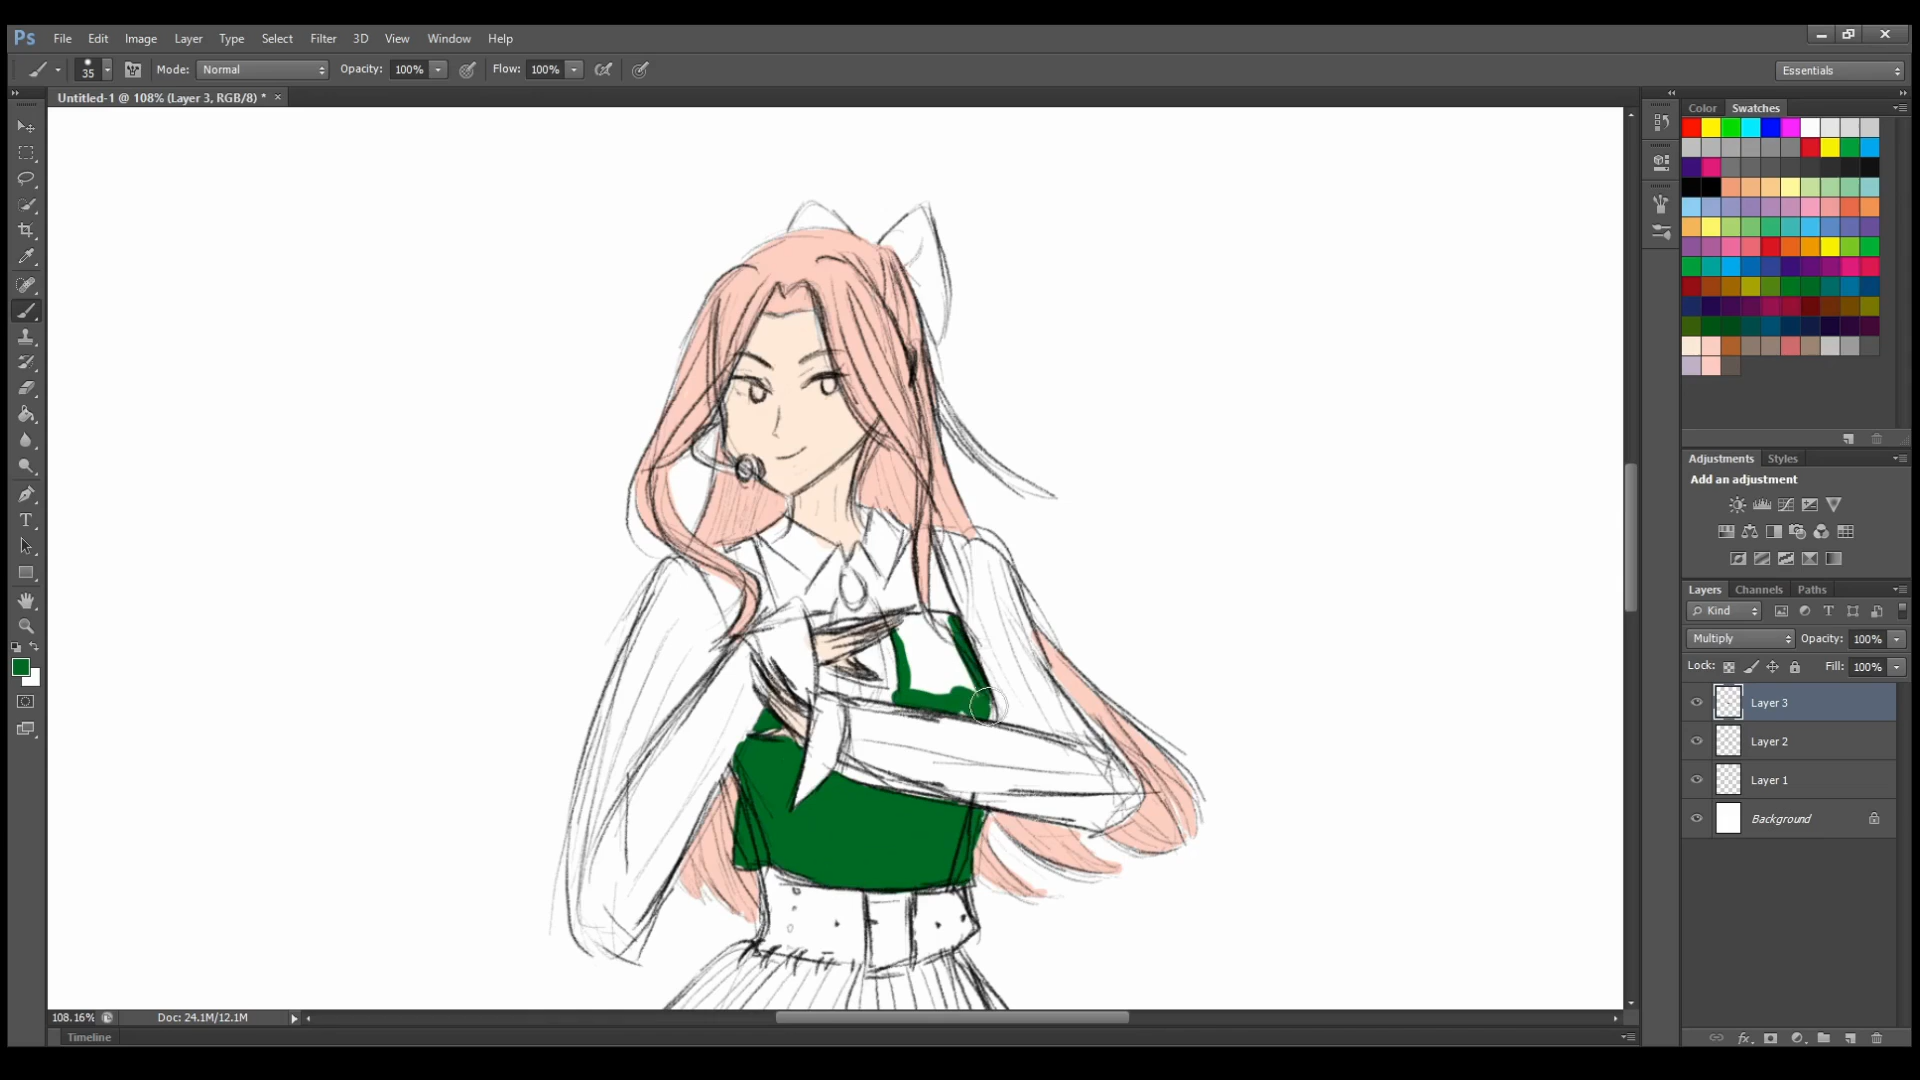 Ps File Edit Image Layer Type Select Filter 3D View Window Help
35 Mode: Normal Opacity: 100% Flow: 100% Essentials
Untitled-1 @ 108% (Layer 3, RGB/8) * ×
Color Swatches
Adjustments Styles
Add an adjustment
Layers Channels Paths
Kind
Multiply Opacity: 100%
Lock: Fill: 100%
Layer 3
Layer 2
Layer 1
Background
108.16% Doc: 24.1M/12.1M
Timeline